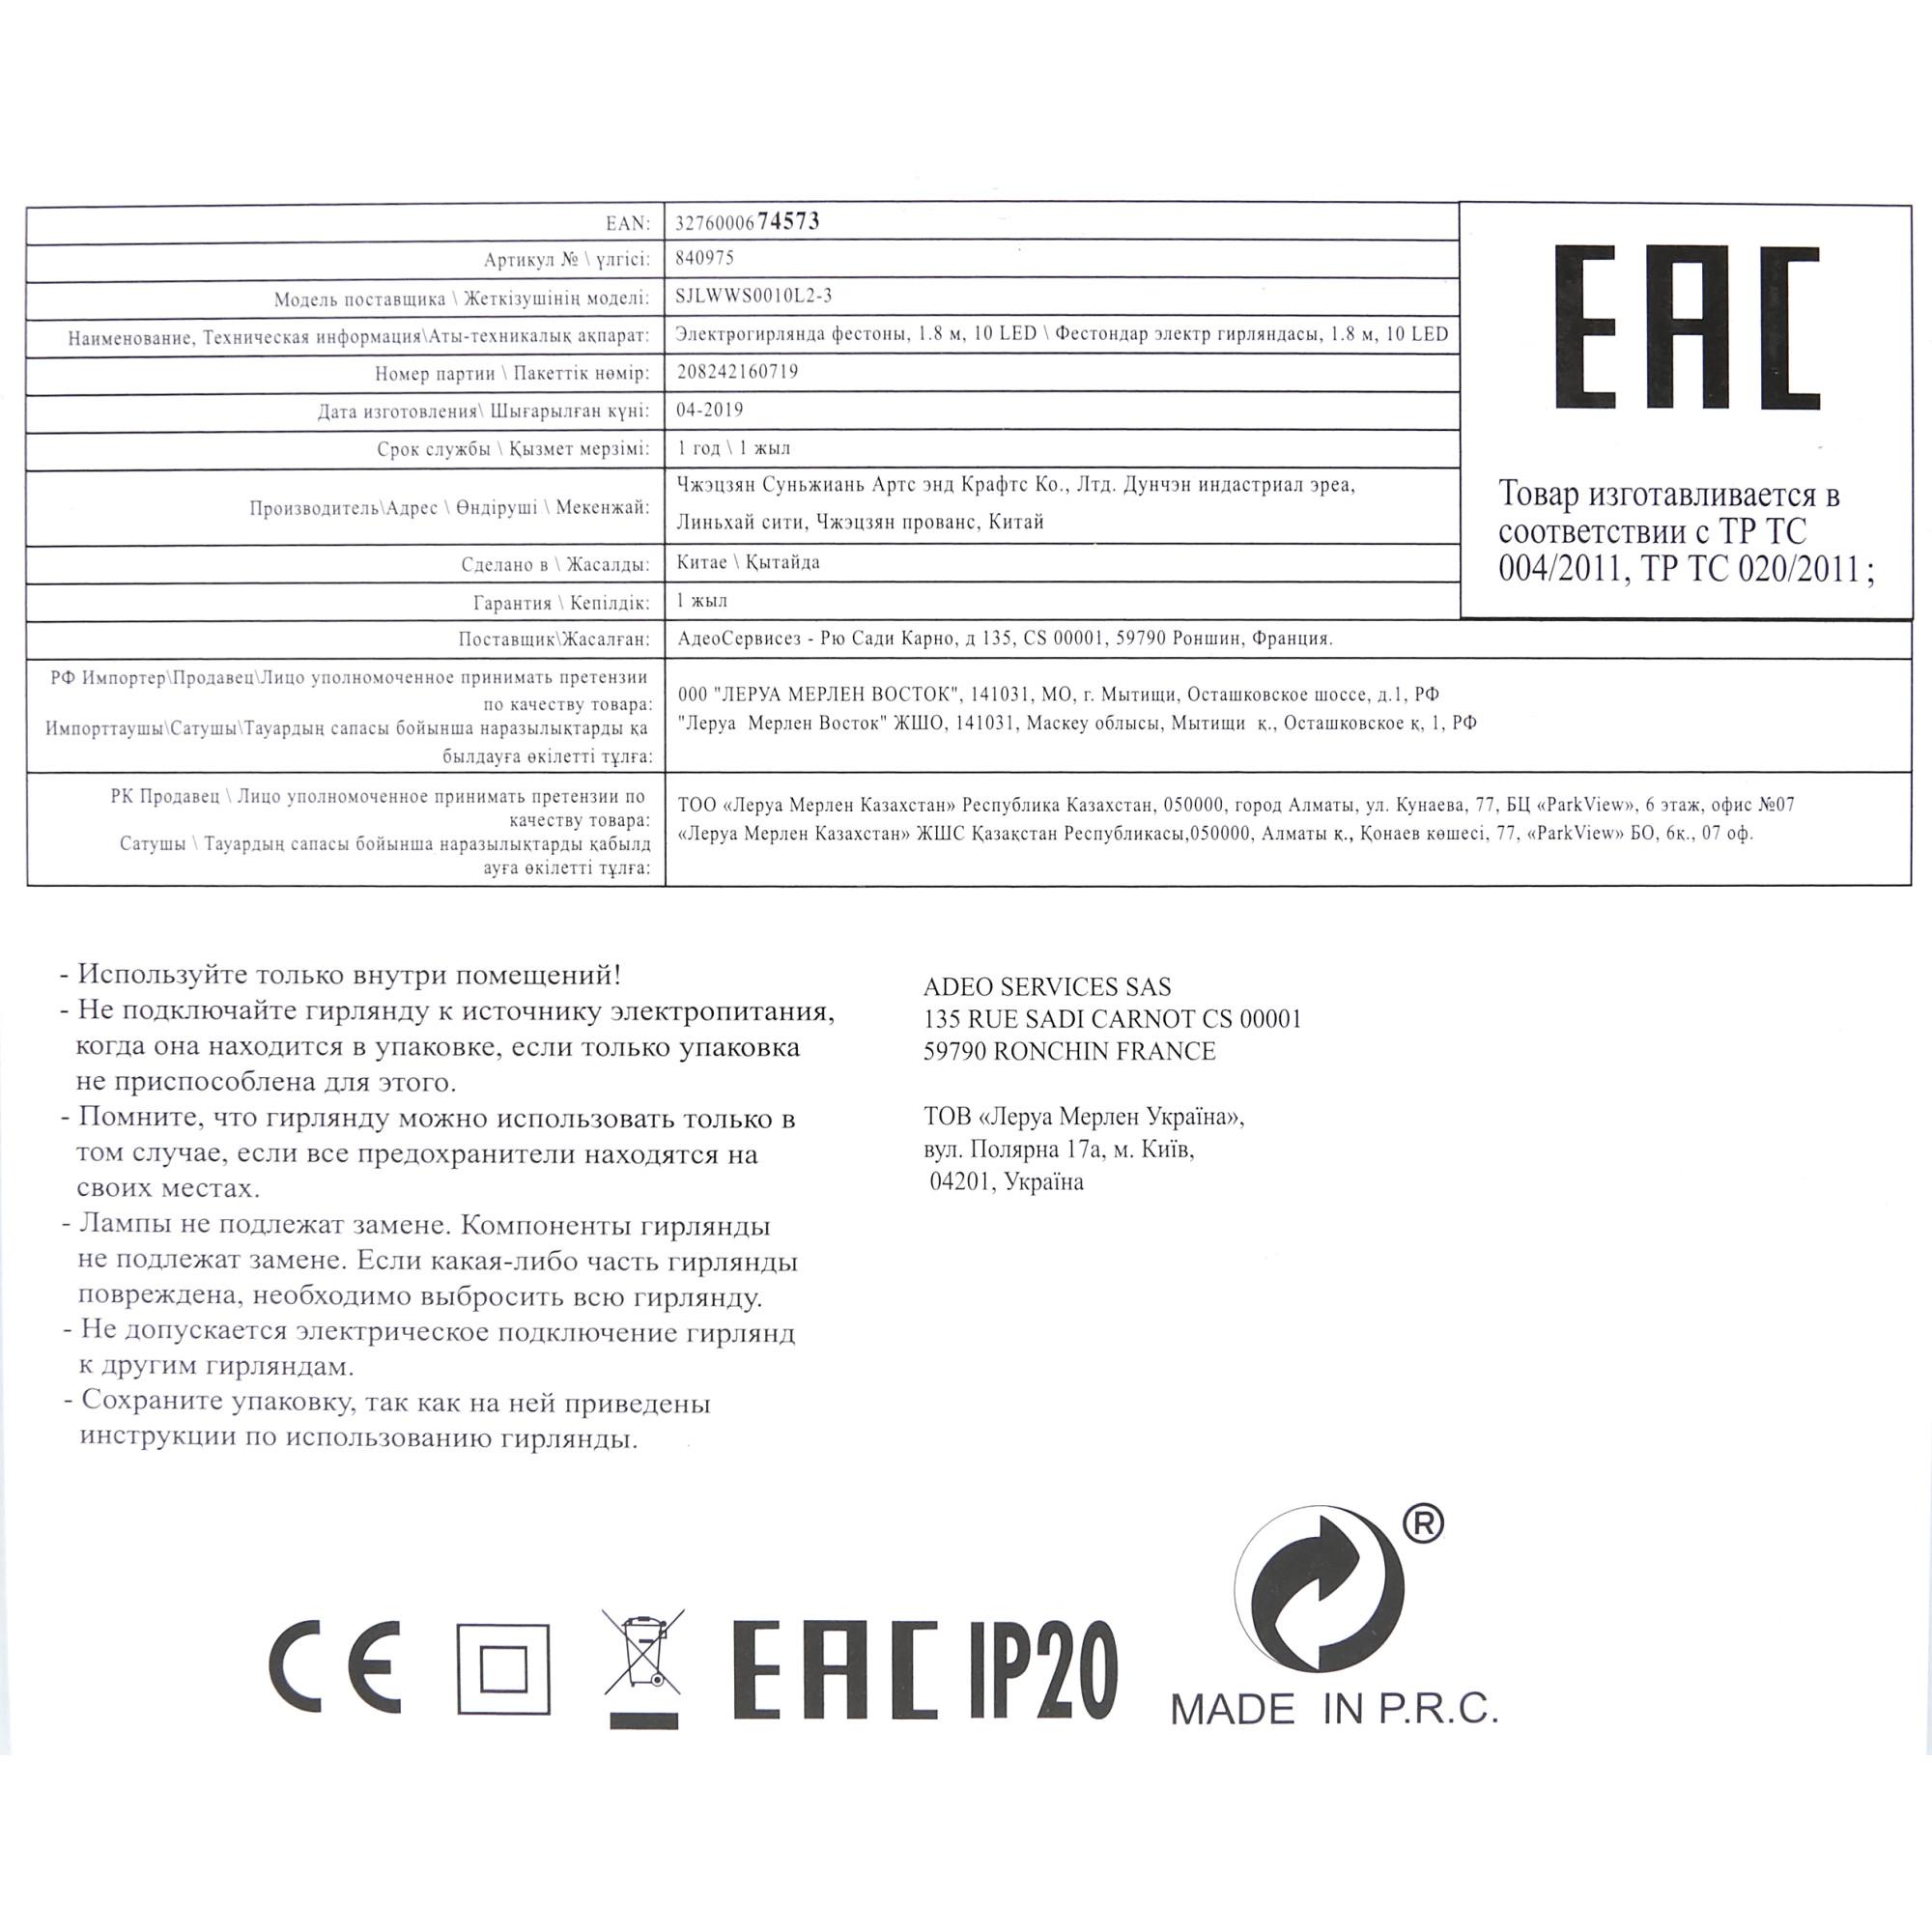 EAN: 3276000674573
Артикул № \ үлгісі: 840975
Модель поставщика \ Жеткізушінің моделі: SJLWWS0010L2-3
Наименование, Техническая информация\Аты-техникалық ақпарат: Электрогирлянда фестоны, 1.8 м, 10 LED \ Фестондар электр гирляндасы, 1.8 м, 10 LED
Номер партии \ Пакеттік нөмір: 208242160719
Дата изготовления\ Шығарылған күні: 04-2019
Срок службы \ Қызмет мерзімі: 1 год \ 1 жыл
Производитель\Адрес \ Өндіруші \ Мекенжай:
Чжэцзян Суньжиань Артс энд Крафтс Ко., Лтд. Дунчэн индастриал эреа,
Линьхай сити, Чжэцзян прованс, Китай
Сделано в \ Жасалды: Китае \ Қытайда
Гарантия \ Кепілдік: 1 жыл
EAC
Товар изготавливается в
соответствии с ТР ТС
004/2011, ТР ТС 020/2011;
Поставщик\Жасалған: АдеоСервисез - Рю Сади Карно, д 135, CS 00001, 59790 Роншин, Франция.
РФ Импортер\Продавец\Лицо уполномоченное принимать претензии
по качеству товара:
Импорттаушы\Сатушы\Тауардың сапасы бойынша наразылықтарды қа
былдауға өкілетті тұлға:
ООО "ЛЕРУА МЕРЛЕН ВОСТОК", 141031, МО, г. Мытищи, Осташковское шоссе, д.1, РФ
"Леруа Мерлен Восток" ЖШО, 141031, Маскеу облысы, Мытищи қ., Осташковское қ, 1, РФ
РК Продавец \ Лицо уполномоченное принимать претензии по
качеству товара:
Сатушы \ Тауардың сапасы бойынша наразылықтарды қабылд
ауға өкілетті тұлға:
ТОО «Леруа Мерлен Казахстан» Республика Казахстан, 050000, город Алматы, ул. Кунаева, 77, БЦ «ParkView», 6 этаж, офис №07
«Леруа Мерлен Казахстан» ЖШС Қазақстан Республикасы,050000, Алматы қ., Қонаев көшесі, 77, «ParkView» БО, 6қ., 07 оф.
- Используйте только внутри помещений!
- Не подключайте гирлянду к источнику электропитания,
когда она находится в упаковке, если только упаковка
не приспособлена для этого.
- Помните, что гирлянду можно использовать только в
том случае, если все предохранители находятся на
своих местах.
- Лампы не подлежат замене. Компоненты гирлянды
не подлежат замене. Если какая-либо часть гирлянды
повреждена, необходимо выбросить всю гирлянду.
- Не допускается электрическое подключение гирлянд
к другим гирляндам.
- Сохраните упаковку, так как на ней приведены
инструкции по использованию гирлянды.
ADEO SERVICES SAS
135 RUE SADI CARNOT CS 00001
59790 RONCHIN FRANCE
ТОВ «Леруа Мерлен Україна»,
вул. Полярна 17а, м. Київ,
04201, Україна
CE EAC IP20 ®
MADE IN P.R.C.